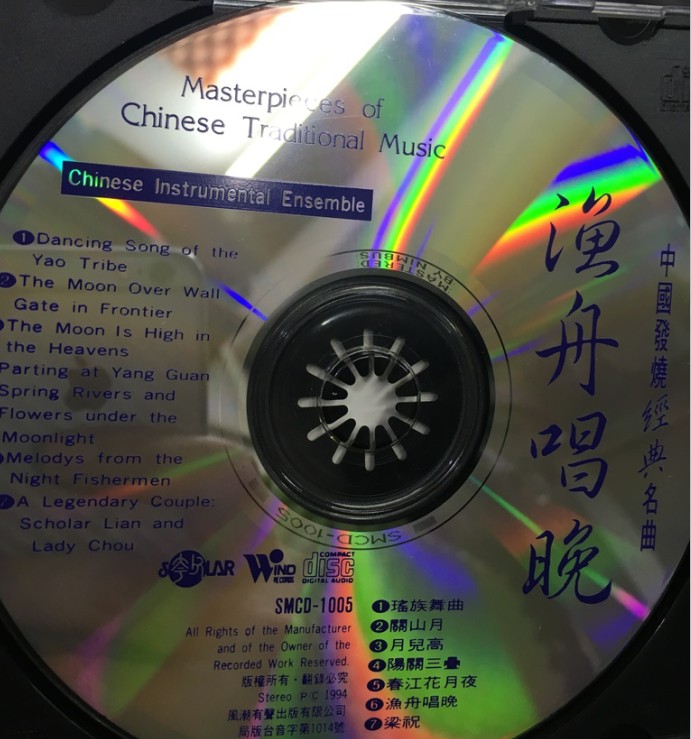 Masterpieces of
Chinese Traditional Music
Chinese Instrumental Ensemble
❶Dancing Song of the
Yao Tribe
❷The Moon Over Wall
Gate in Frontier
The Moon Is High in
the Heavens
Parting at Yang Guan
Spring Rivers and
Flowers under the
Moonlight
Melodys from the
Night Fishermen
❼A Legendary Couple:
Scholar Lian and
Lady Chou
漁舟唱晚
中國發燒經典名曲
MASTERED
BY NIMBUS
SMCD-1005
SCHOLAR
WIND
RECORDS
COMPACT
disc
DIGITAL AUDIO
SMCD-1005
All Rights of the Manufacturer
and of the Owner of the
Recorded Work Reserved.
版權所有・翻錄必究
Stereo ℗© 1994
風潮有聲出版有限公司
局版台音字第1014號
❶瑤族舞曲
❷關山月
❸月兒高
❹陽關三疊
❺春江花月夜
❻漁舟唱晚
❼梁祝